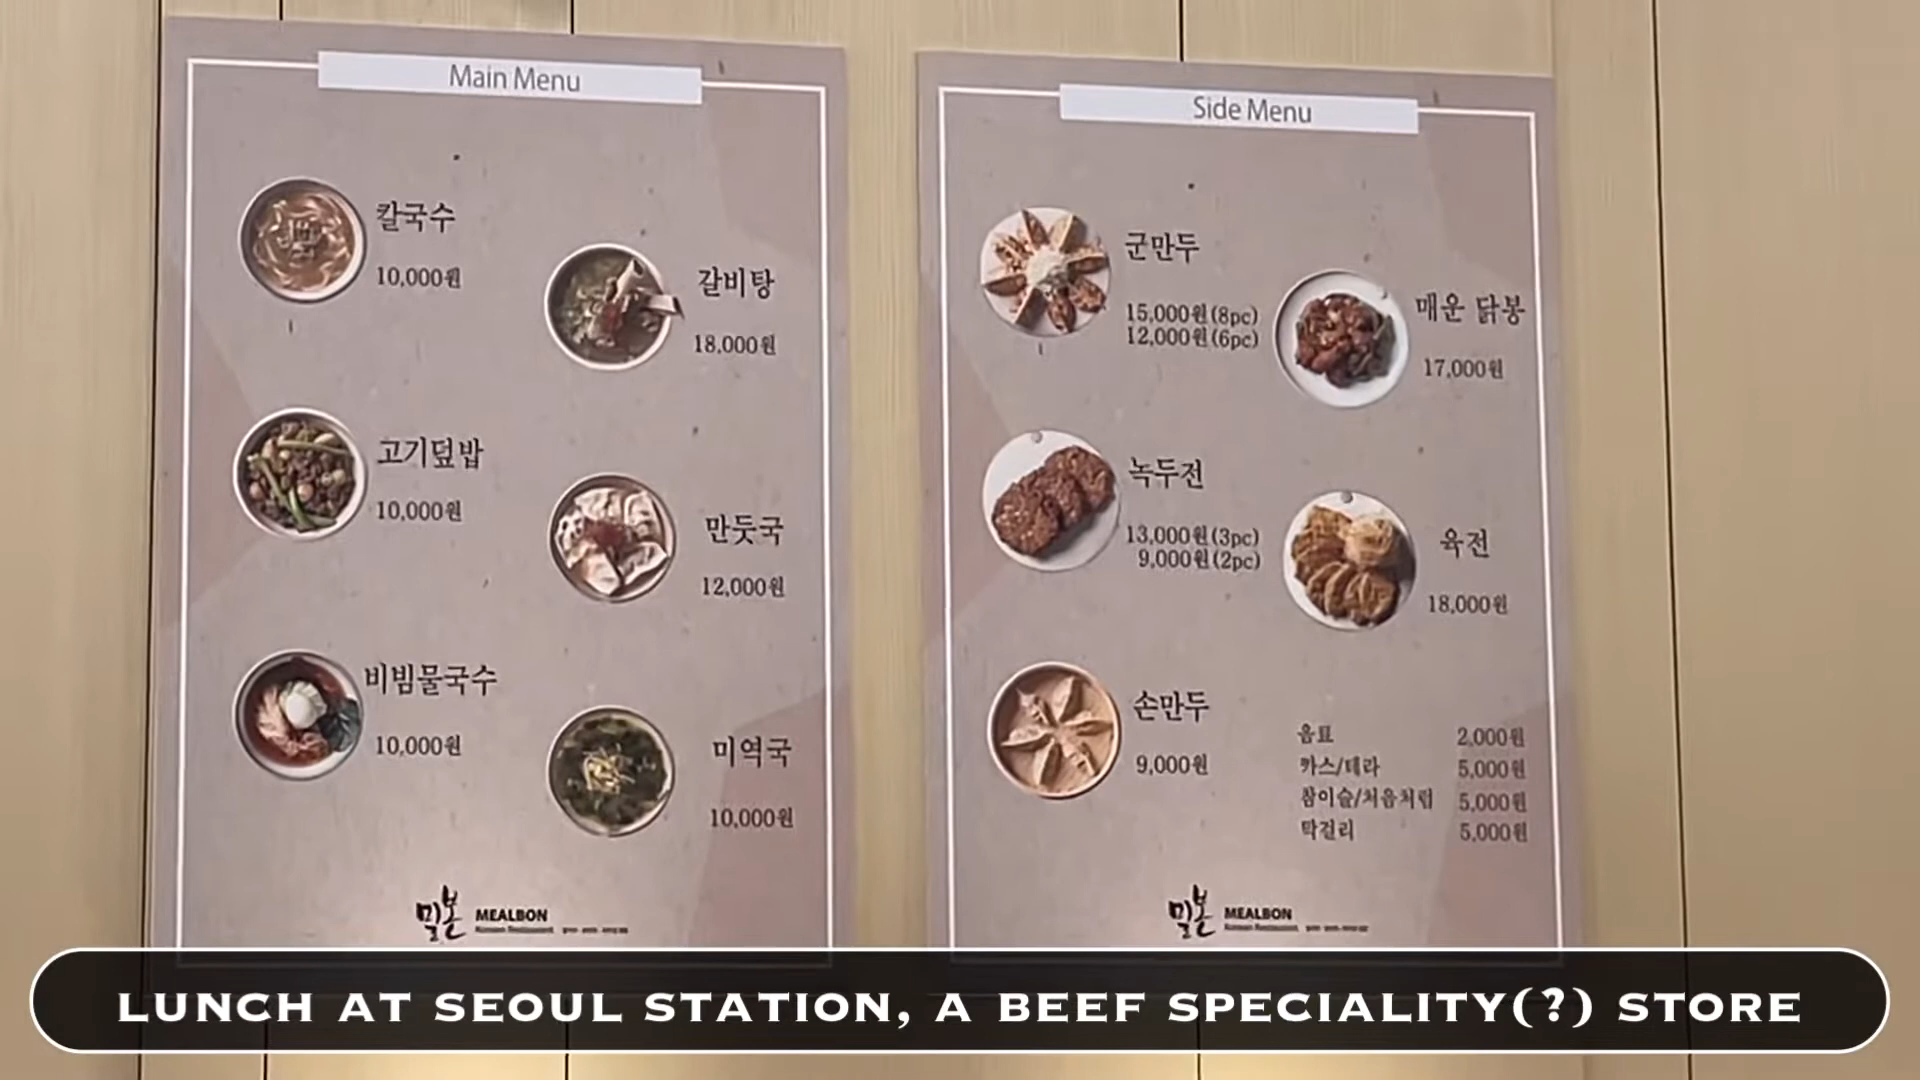 Main Menu
칼국수
10,000원
갈비탕
18,000원
고기덮밥
10,000원
만둣국
12,000원
비빔물국수
10,000원
미역국
10,000원
밀본
MEALBON
Korean Restaurant
Side Menu
군만두
15,000원(8pc)
12,000원(6pc)
매운 닭봉
17,000원
녹두전
13,000원(3pc)
9,000원(2pc)
육전
18,000원
손만두
9,000원
음료 2,000원
카스/테라 5,000원
참이슬/처음처럼 5,000원
막걸리 5,000원
밀본
MEALBON
Korean Restaurant
LUNCH AT SEOUL STATION, A BEEF SPECIALITY(?) STORE